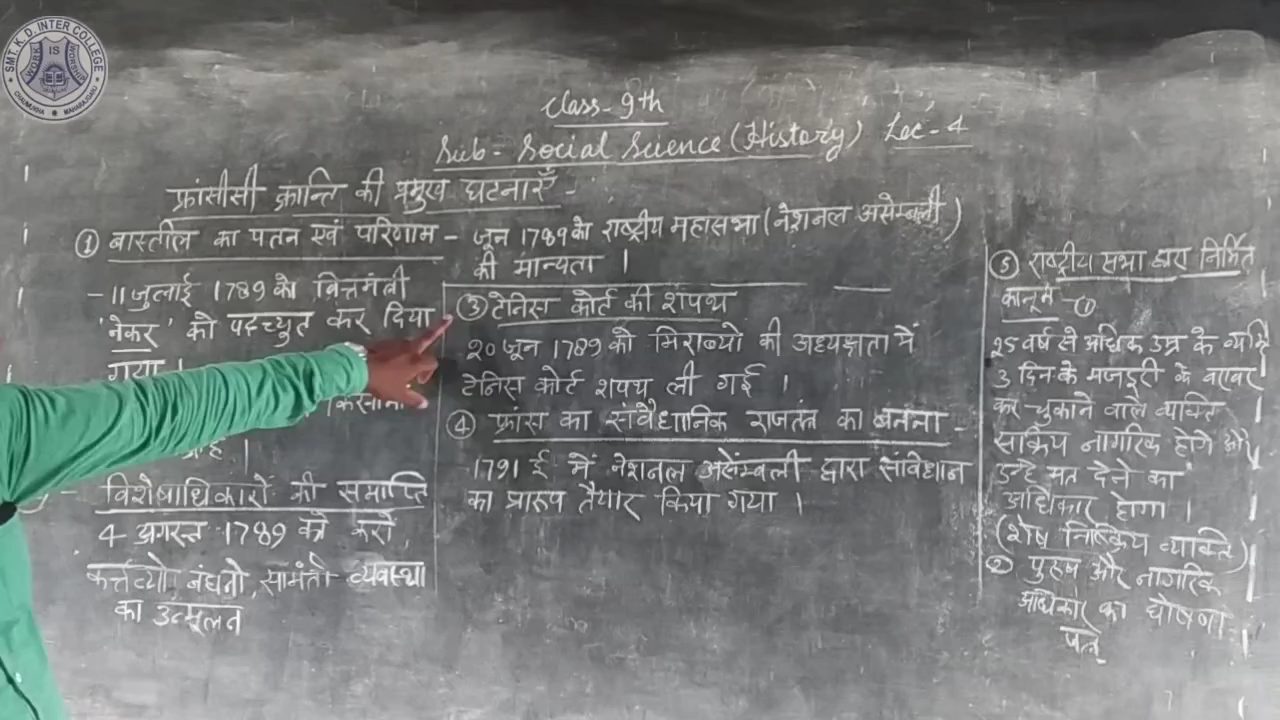 SMT. K. D. INTER COLLEGE
WORK IS WORSHIP
Class - 9th
Sub - Social Science (History) Lec - 4
फ्रांसीसी क्रान्ति की प्रमुख घटनाएँ -
① बास्तील का पतन एवं परिणाम -
- 11 जुलाई 1789 को वित्तमंत्री
'नेकर' को पदच्युत कर दिया
गया ।
किसानो
विशेषाधिकारों की समाप्ति
4 अगस्त 1789 को करों,
कर्त्तव्यो, बंधनो, सामंती व्यवस्था
का उन्मूलन
जून 1789 को राष्ट्रीय महासभा (नेशनल असेम्बली)
की मान्यता ।
③ टेनिस कोर्ट की शपथ
20 जून 1789 को मिराब्यो की अध्यक्षता में
टेनिस कोर्ट शपथ ली गई ।
④ फ्रांस का संवैधानिक राजतंत्र का बनना -
1791 ई में नेशनल असेंम्बली द्वारा संविधान
का प्रारूप तैयार किया गया ।
⑤ राष्ट्रीय सभा द्वारा निर्मित
कानून - ①
25 वर्ष से अधिक उम्र के व्यक्ति
3 दिन के मजदूरी के बराबर
कर चुकाने वाले व्यक्ति
सक्रिय नागरिक होगे और
उन्हे मत देने का
अधिकार होगा ।
(शेष निष्क्रिय व्यक्ति)
② पुरुष और नागरिक
अधिकार का घोषणा
पत्र